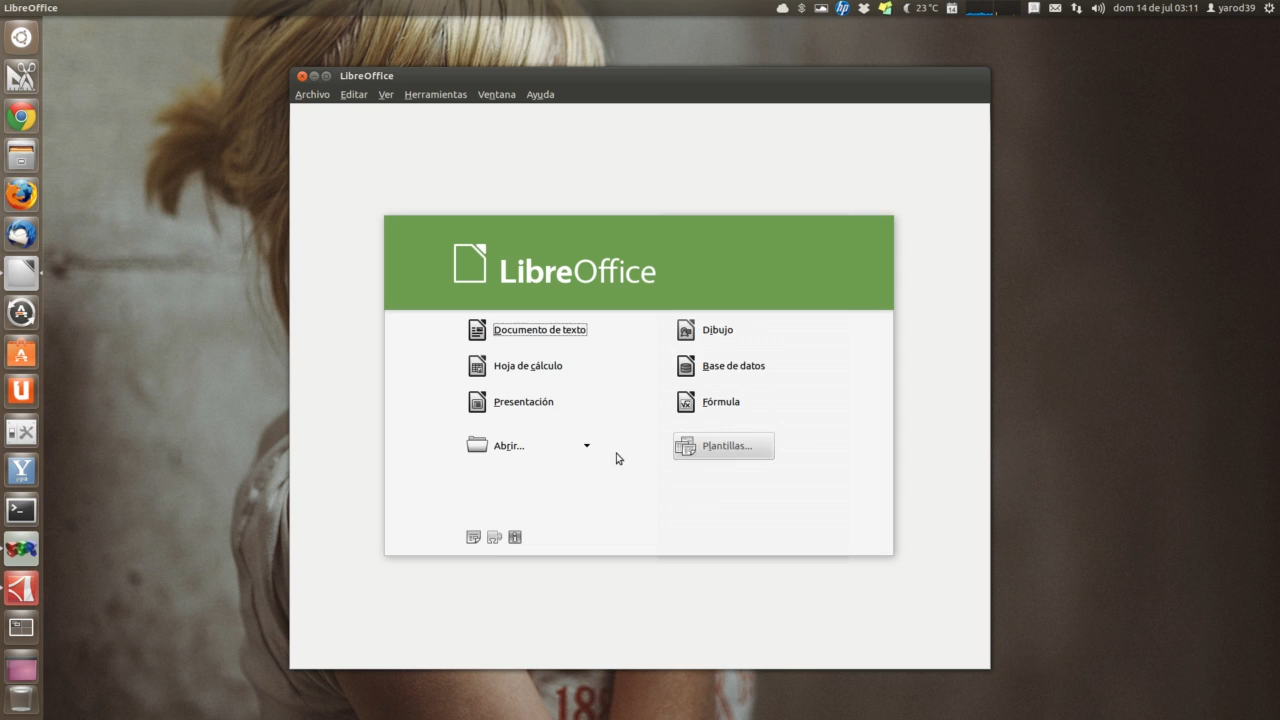 LibreOffice
23 °C
dom 14 de jul 03:11
yarod39
LibreOffice
Archivo Editar Ver Herramientas Ventana Ayuda
LibreOffice
Documento de texto
Dibujo
Hoja de cálculo
Base de datos
Presentación
Fórmula
Abrir...
Plantillas...